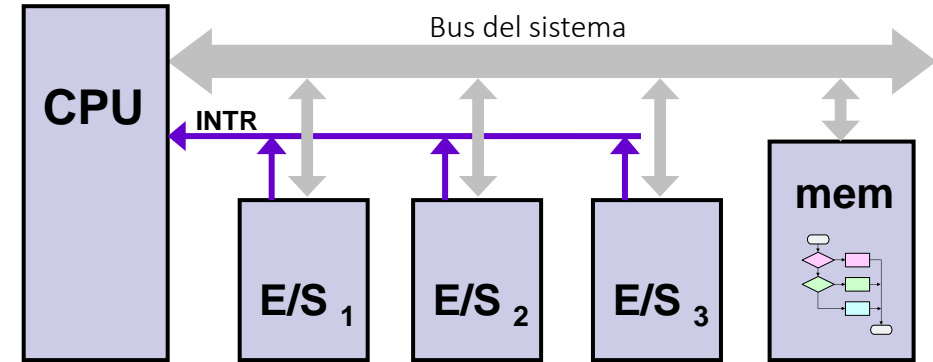 Bus del sistema
CPU
INTR
mem
E/S 1
E/S 2
E/S 3